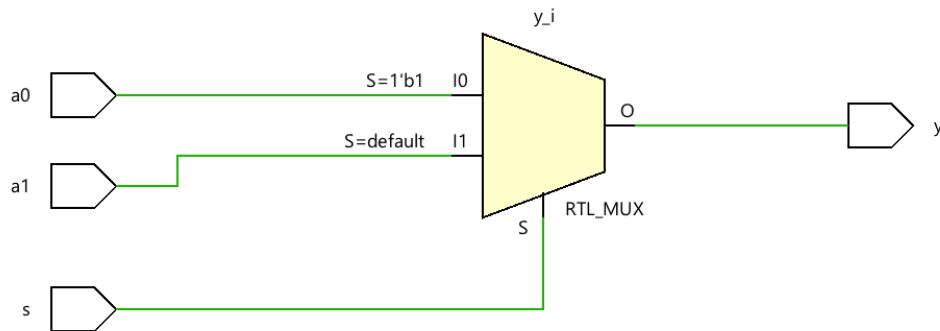 y_i
a0
S=1'b1 I0
S=default I1
O
y
a1
RTL_MUX
S
s